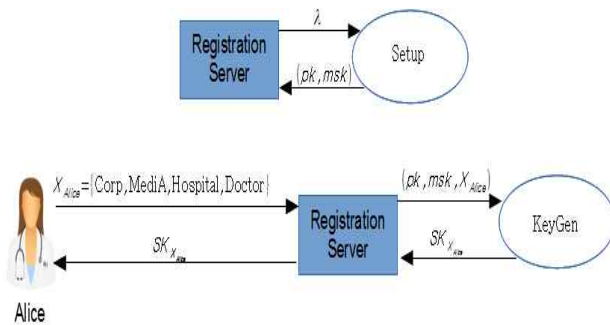 λ
Registration Server
Setup
(pk, msk)
X_Alice={Corp,MediA,Hospital,Doctor}
(pk, msk, X_Alice)
Registration Server
KeyGen
SK_X_Alice
SK_X_Alice
Alice